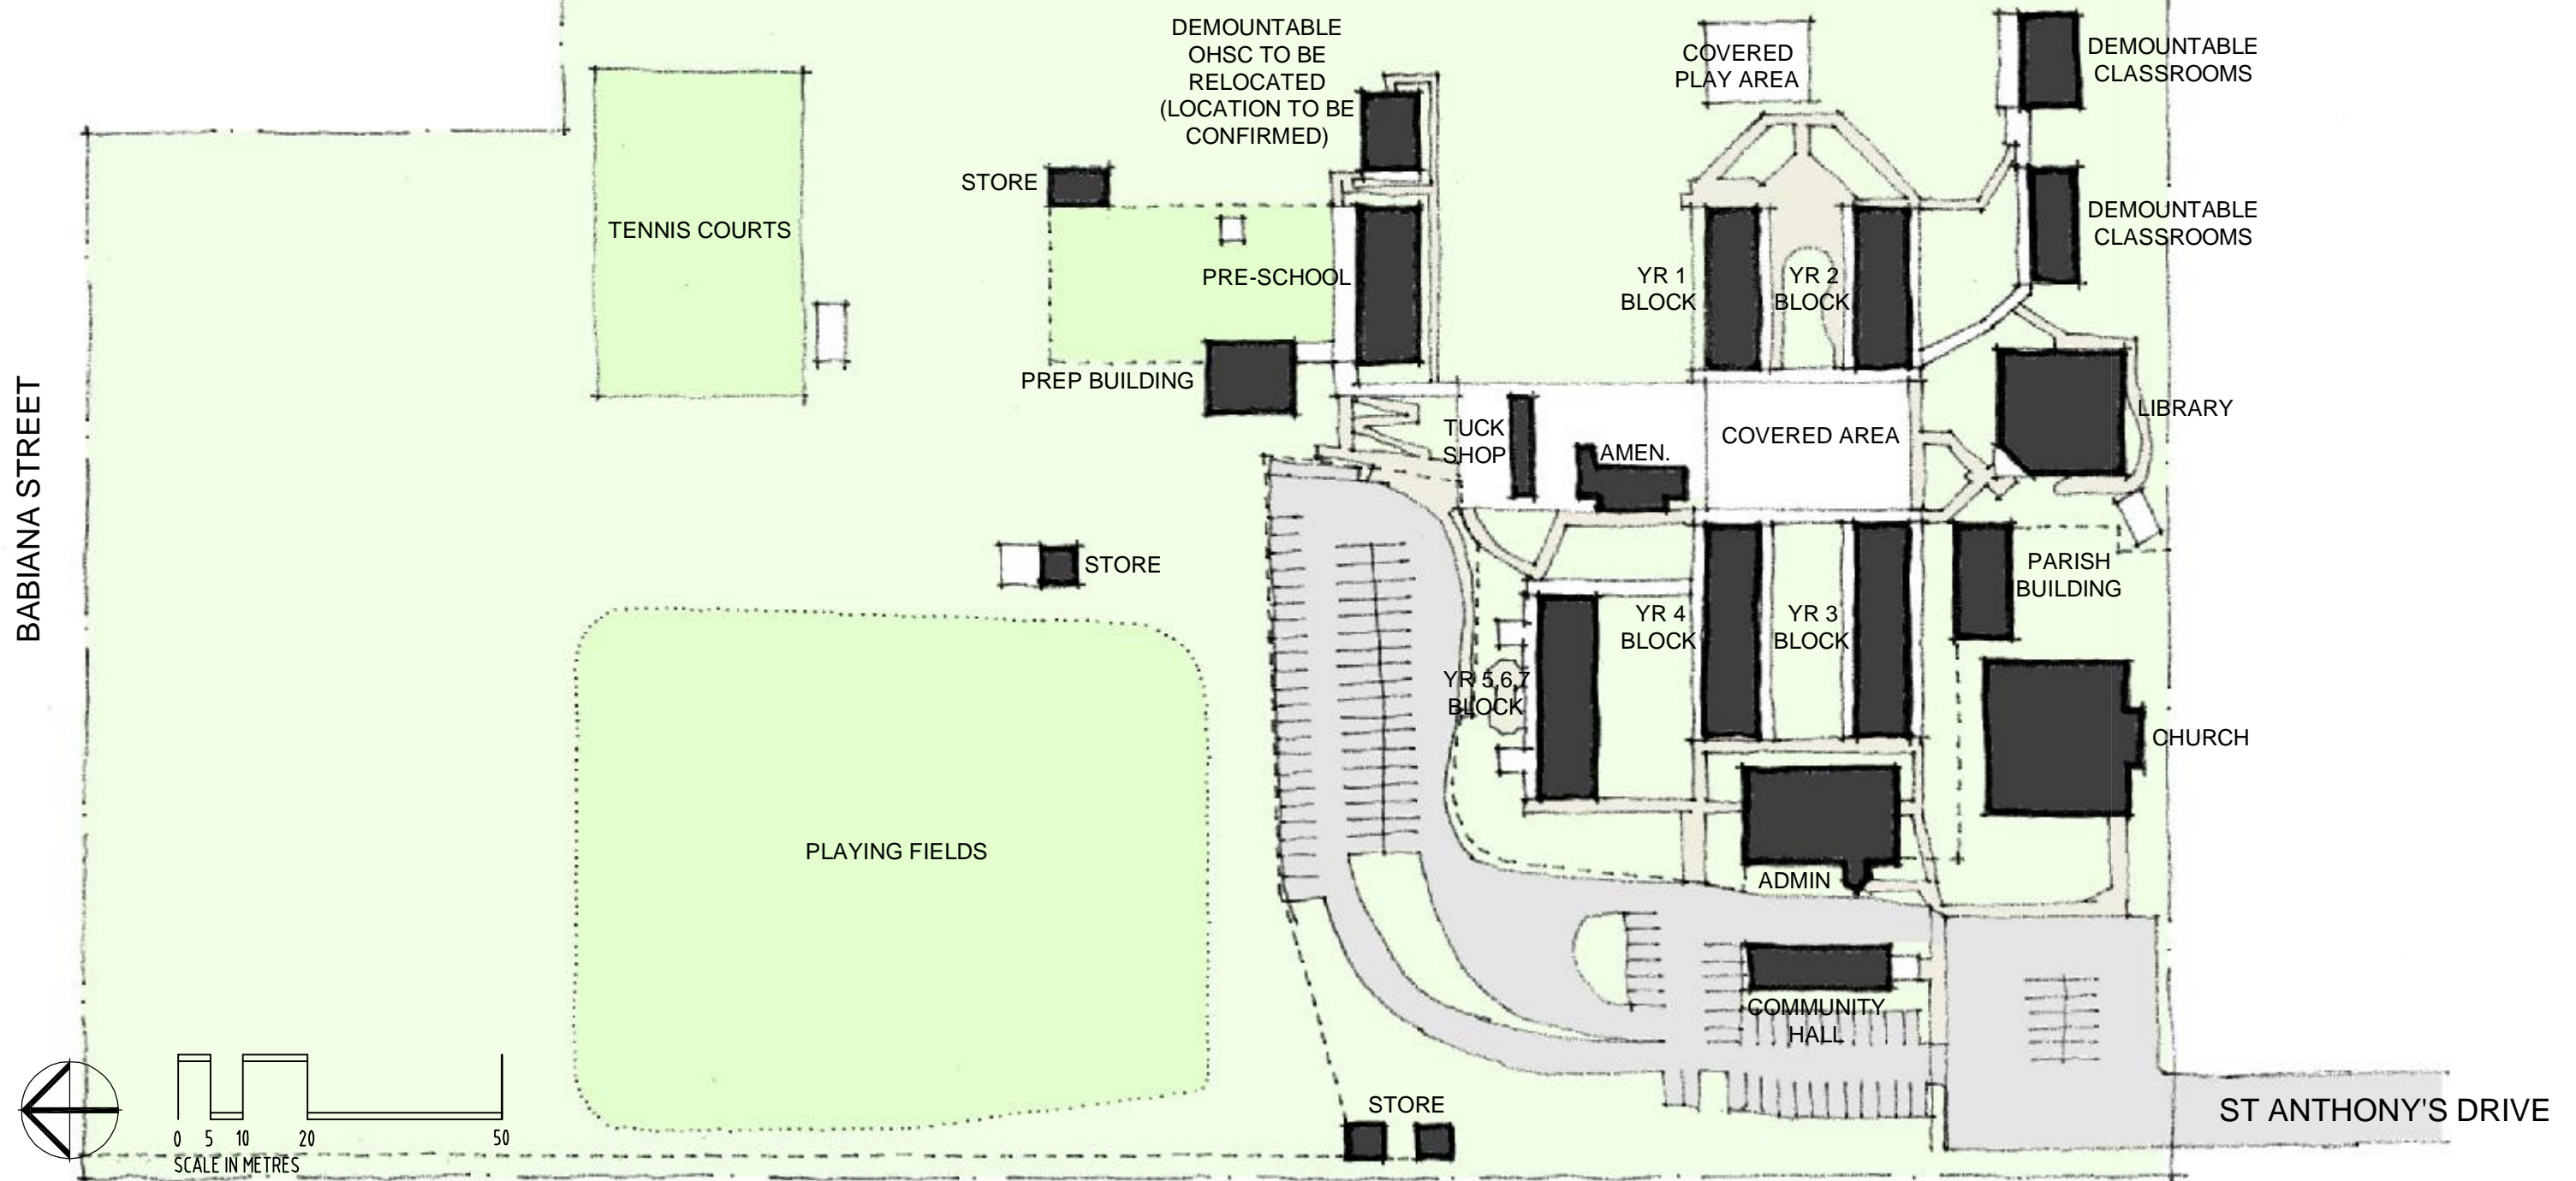 DEMOUNTABLE
OHSC TO BE
RELOCATED
(LOCATION TO BE
CONFIRMED)
COVERED
PLAY AREA
DEMOUNTABLE
CLASSROOMS
STORE
TENNIS COURTS
DEMOUNTABLE
CLASSROOMS
PRE-SCHOOL
YR 1
BLOCK
YR 2
BLOCK
PREP BUILDING
TUCK
SHOP
AMEN.
COVERED AREA
LIBRARY
BABIANA STREET
STORE
PARISH
BUILDING
YR 4
BLOCK
YR 3
BLOCK
YR 5,6,7
BLOCK
CHURCH
PLAYING FIELDS
ADMIN
COMMUNITY
HALL
STORE
ST ANTHONY'S DRIVE
0 5 10 20 50
SCALE IN METRES